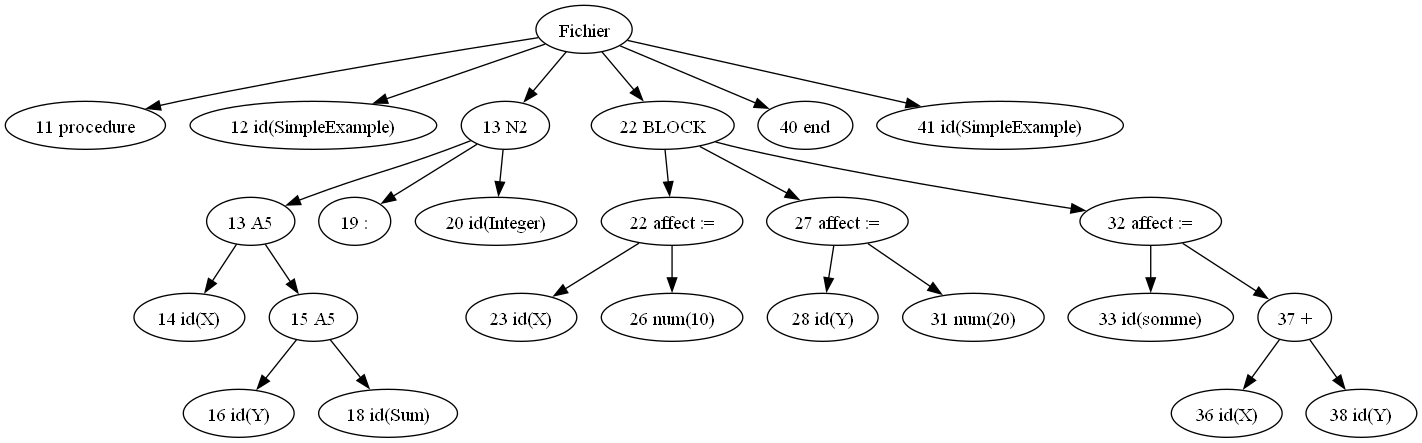 Fichier
11 procedure
12 id(SimpleExample)
13 N2
22 BLOCK
40 end
41 id(SimpleExample)
13 A5
19 :
20 id(Integer)
22 affect :=
27 affect :=
32 affect :=
14 id(X)
15 A5
23 id(X)
26 num(10)
28 id(Y)
31 num(20)
33 id(somme)
37 +
16 id(Y)
18 id(Sum)
36 id(X)
38 id(Y)